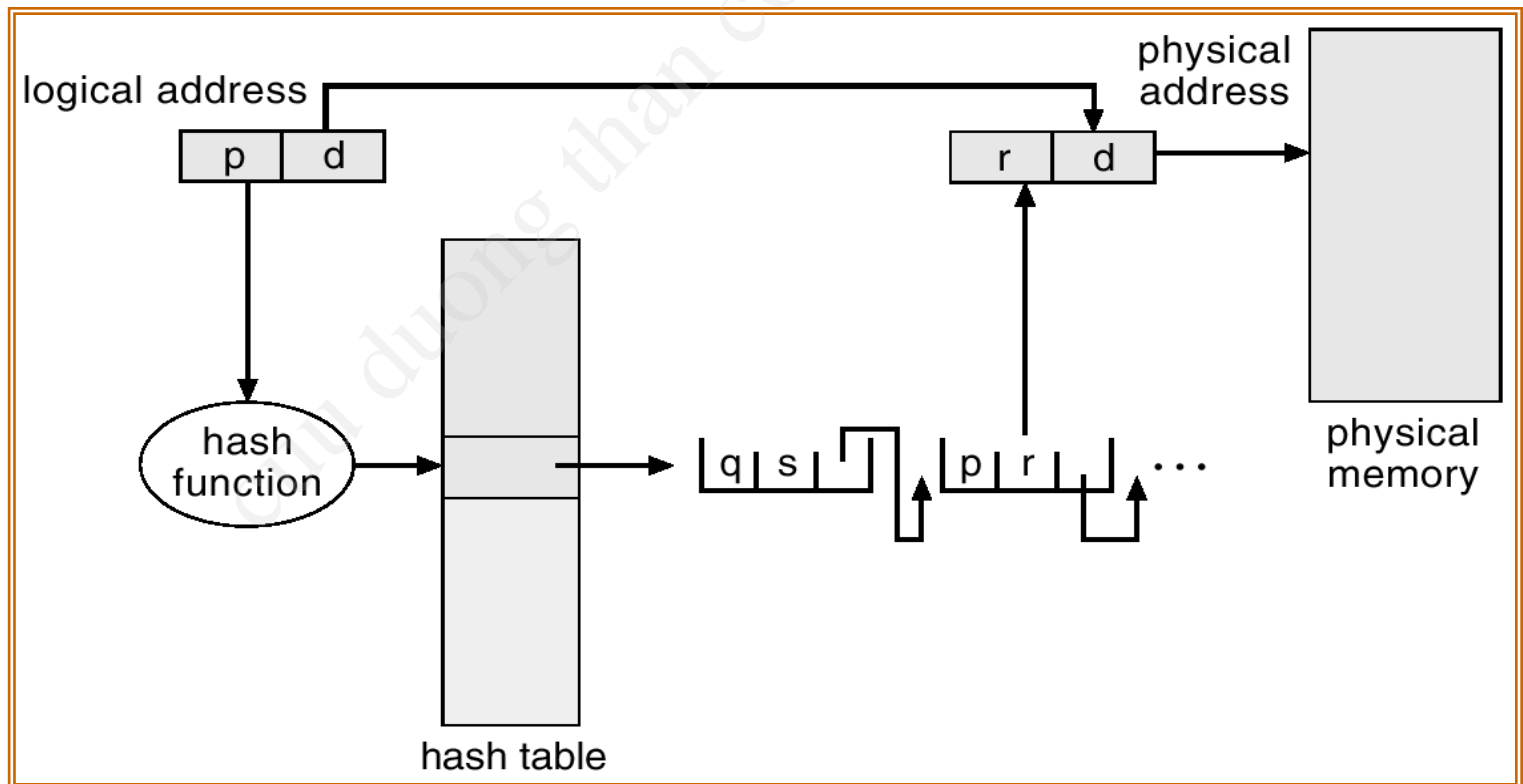 logical address
p d
physical
address
r d
hash
function
q s
p r
...
physical
memory
hash table